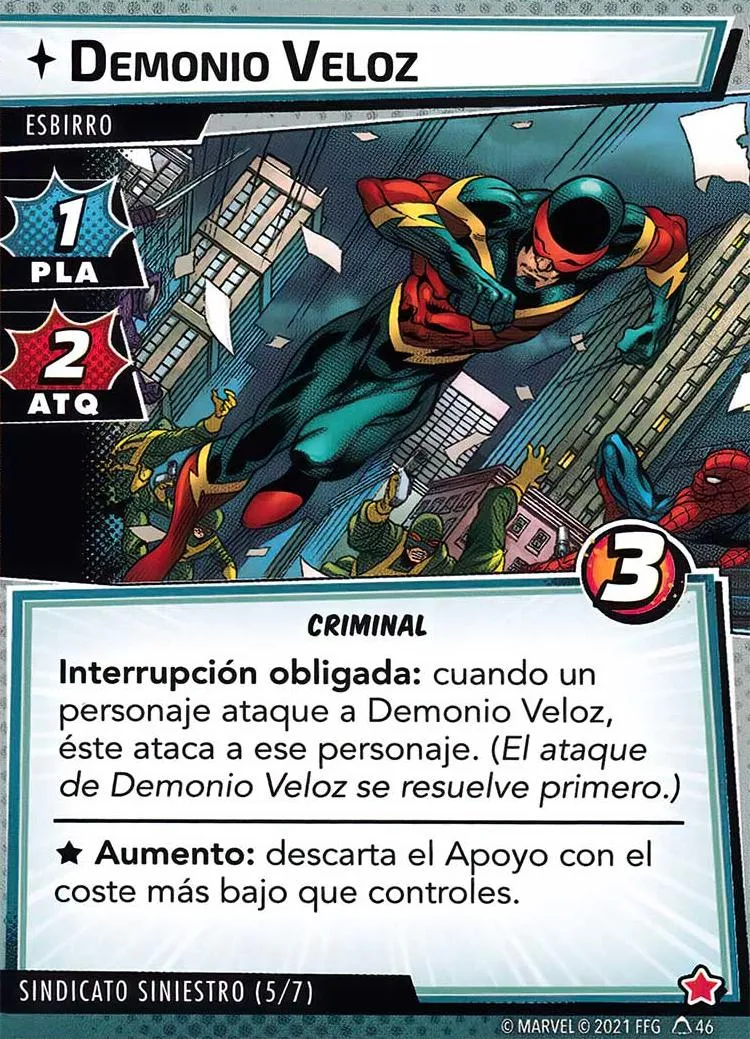 DEMONIO VELOZ
ESBIRRO
1
PLA
2
ATQ
3
CRIMINAL
Interrupción obligada: cuando un
personaje ataque a Demonio Veloz,
éste ataca a ese personaje. (El ataque
de Demonio Veloz se resuelve primero.)
★ Aumento: descarta el Apoyo con el
coste más bajo que controles.
SINDICATO SINIESTRO (5/7)
© MARVEL © 2021 FFG 46